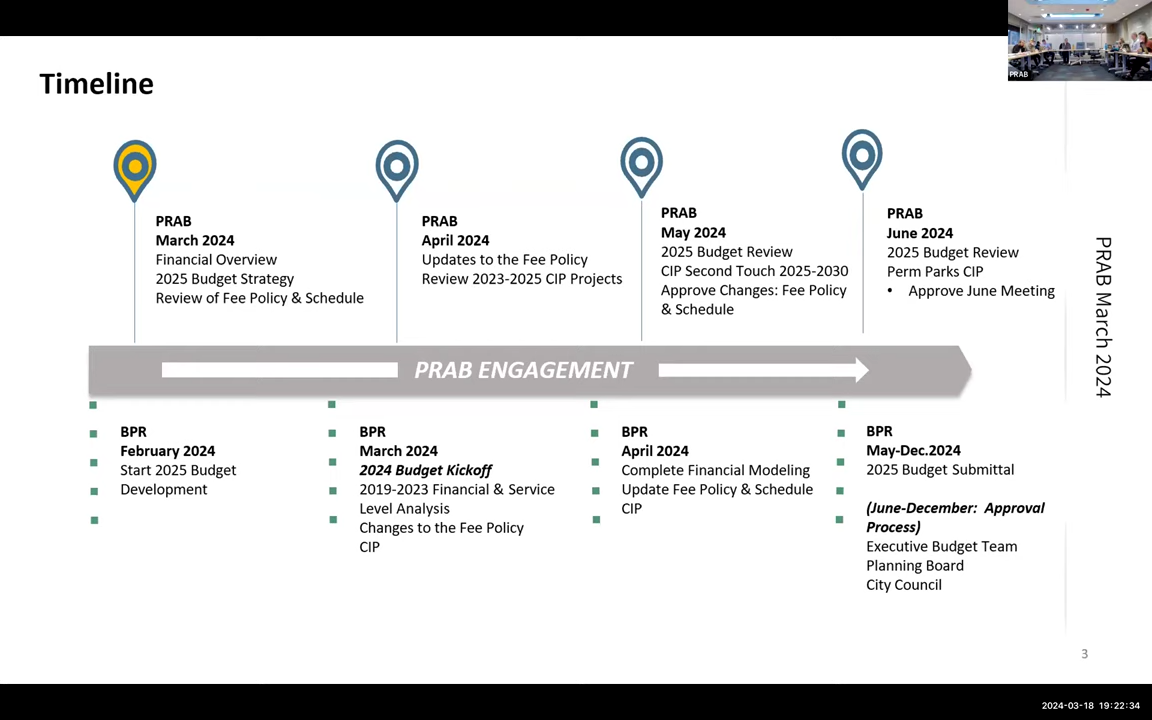 PRAB
Timeline
PRAB
March 2024
Financial Overview
2025 Budget Strategy
Review of Fee Policy & Schedule
PRAB
April 2024
Updates to the Fee Policy
Review 2023-2025 CIP Projects
PRAB
May 2024
2025 Budget Review
CIP Second Touch 2025-2030
Approve Changes: Fee Policy
& Schedule
PRAB
June 2024
2025 Budget Review
Perm Parks CIP
• Approve June Meeting
PRAB March 2024
PRAB ENGAGEMENT
BPR
February 2024
Start 2025 Budget
Development
BPR
March 2024
2024 Budget Kickoff
2019-2023 Financial & Service
Level Analysis
Changes to the Fee Policy
CIP
BPR
April 2024
Complete Financial Modeling
Update Fee Policy & Schedule
CIP
BPR
May-Dec.2024
2025 Budget Submittal
(June-December: Approval
Process)
Executive Budget Team
Planning Board
City Council
3
2024-03-18 19:22:34